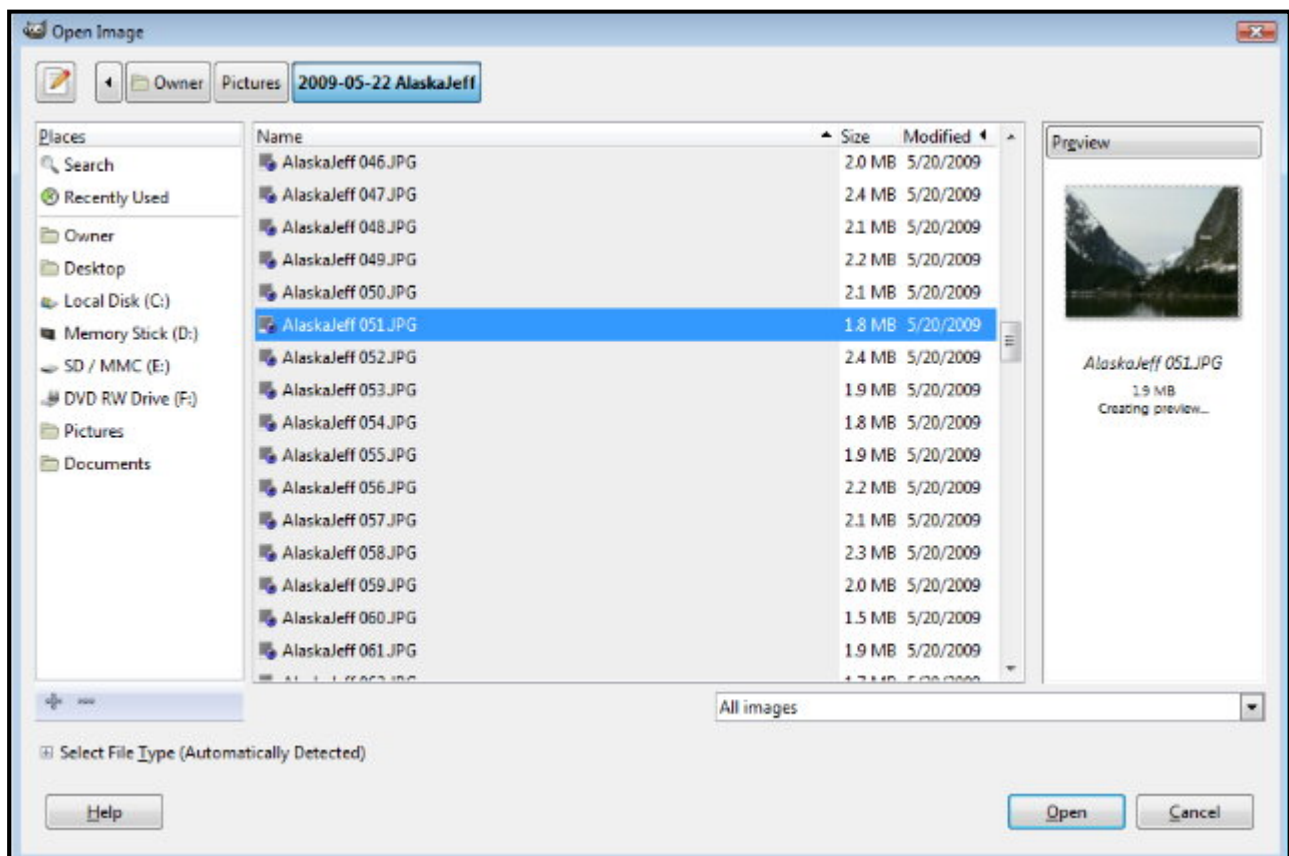 Open Image
Owner Pictures 2009-05-22 AlaskaJeff
Places
Search
Recently Used
Owner
Desktop
Local Disk (C:)
Memory Stick (D:)
SD / MMC (E:)
DVD RW Drive (F:)
Pictures
Documents
Name Size Modified
AlaskaJeff 046.JPG 2.0 MB 5/20/2009
AlaskaJeff 047.JPG 2.4 MB 5/20/2009
AlaskaJeff 048.JPG 2.1 MB 5/20/2009
AlaskaJeff 049.JPG 2.2 MB 5/20/2009
AlaskaJeff 050.JPG 2.1 MB 5/20/2009
AlaskaJeff 051.JPG 1.8 MB 5/20/2009
AlaskaJeff 052.JPG 2.4 MB 5/20/2009
AlaskaJeff 053.JPG 1.9 MB 5/20/2009
AlaskaJeff 054.JPG 1.8 MB 5/20/2009
AlaskaJeff 055.JPG 1.9 MB 5/20/2009
AlaskaJeff 056.JPG 2.2 MB 5/20/2009
AlaskaJeff 057.JPG 2.1 MB 5/20/2009
AlaskaJeff 058.JPG 2.3 MB 5/20/2009
AlaskaJeff 059.JPG 2.0 MB 5/20/2009
AlaskaJeff 060.JPG 1.5 MB 5/20/2009
AlaskaJeff 061.JPG 1.9 MB 5/20/2009
Preview
AlaskaJeff 051.JPG
1.9 MB
Creating preview...
All images
Select File Type (Automatically Detected)
Help Open Cancel